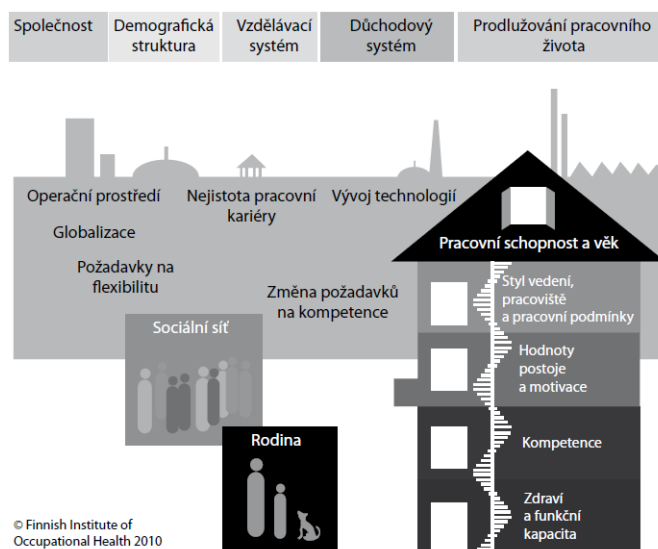 Společnost
Demografická
struktura
Vzdělávací
systém
Důchodový
systém
Prodlužování pracovního
života
Operační prostředí
Nejistota pracovní
kariéry
Vývoj technologií
Globalizace
Požadavky na
flexibilitu
Změna požadavků
na kompetence
Sociální síť
Rodina
Pracovní schopnost a věk
Styl vedení,
pracoviště
a pracovní podmínky
Hodnoty
postoje
a motivace
Kompetence
Zdraví
a funkční
kapacita
© Finnish Institute of
Occupational Health 2010